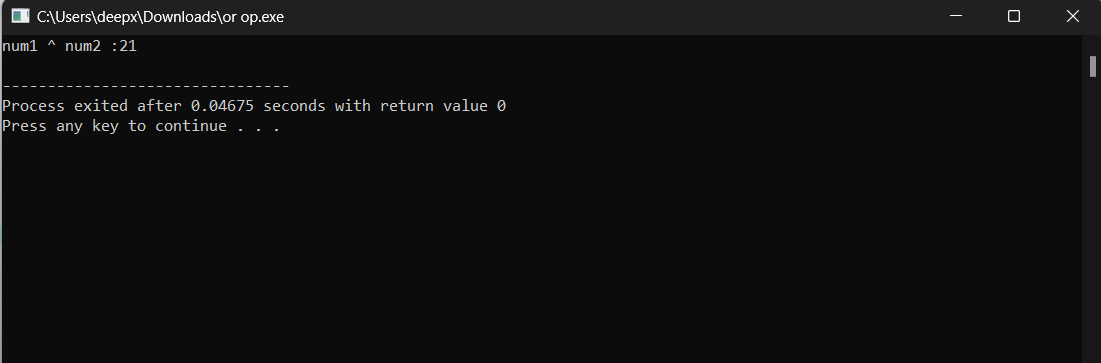 C:\Users\deepx\Downloads\or op.exe
num1 ^ num2 :21
--------------------------------
Process exited after 0.04675 seconds with return value 0
Press any key to continue . . .